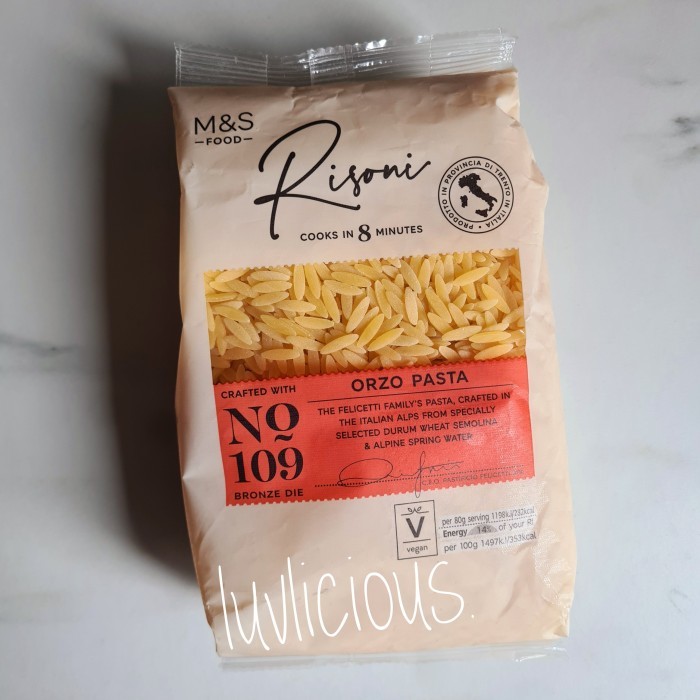 M&S
FOOD
Risoni
COOKS IN 8 MINUTES
PRODOTTO IN PROVINCIA DI TRENTO IN ITALIA
ORZO PASTA
CRAFTED WITH
NO
109
BRONZE DIE
THE FELICETTI FAMILY'S PASTA, CRAFTED IN
THE ITALIAN ALPS FROM SPECIALLY
SELECTED DURUM WHEAT SEMOLINA
& ALPINE SPRING WATER
C.E.O, PASTIFICIO FELICETTI
V
vegan
per 80g serving 1198kJ/282kcal
Energy 14% of your RI
per 100g 1497kJ/353kcal
luvlicious.